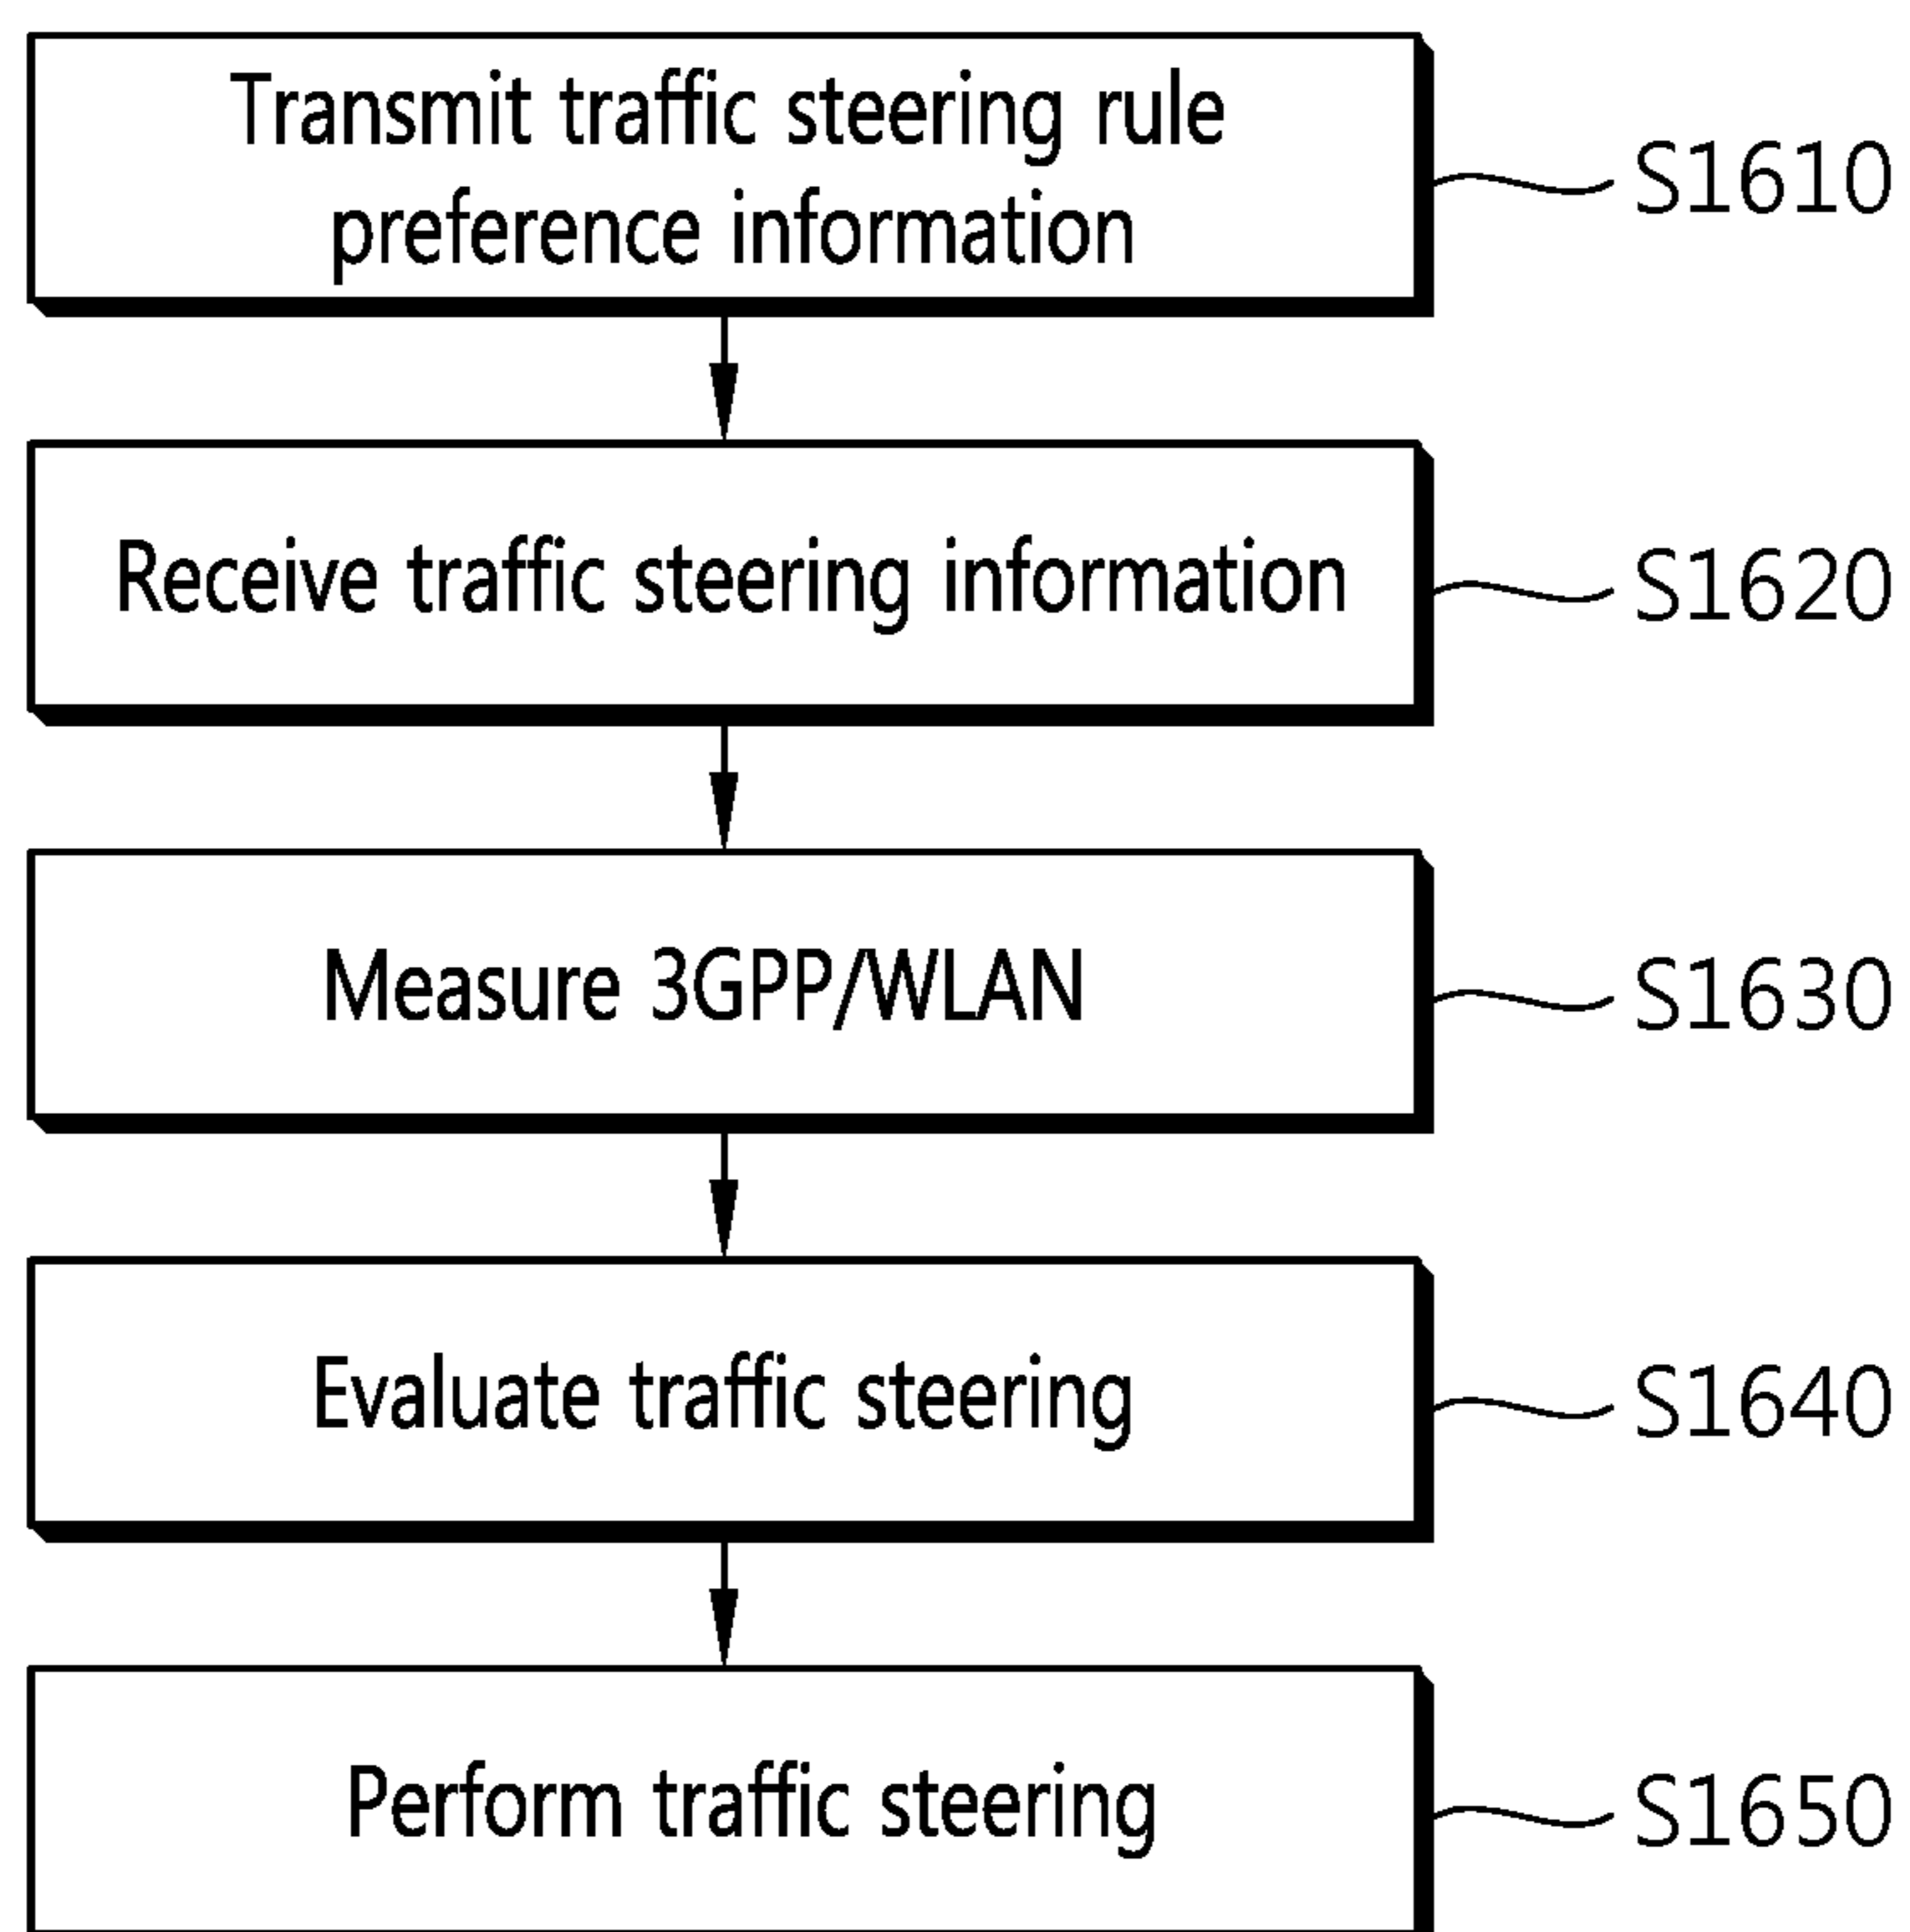 Transmit traffic steering rule
preference information
S1610
Receive traffic steering information
S1620
Measure 3GPP/WLAN
S1630
Evaluate traffic steering
S1640
Perform traffic steering
S1650